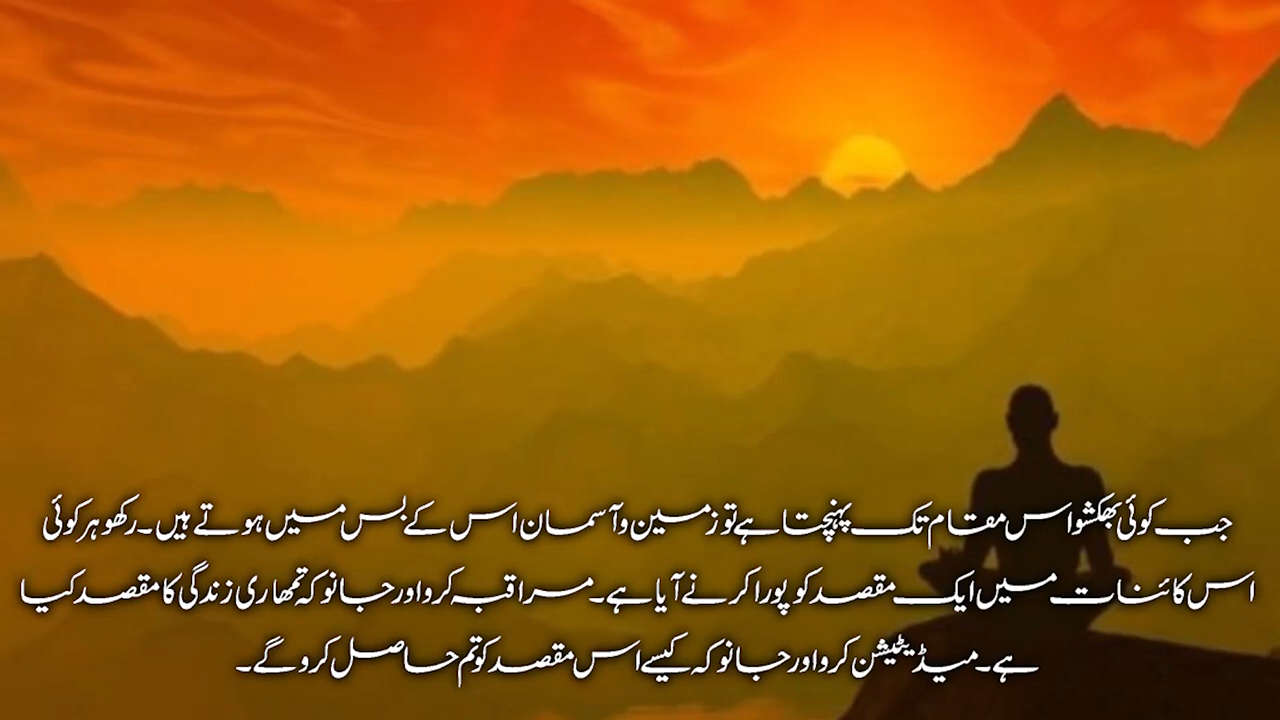 جب کوئی بھکشو اس مقام تک پہنچتا ہے تو زمین و آسمان اس کے بس میں ہوتے ہیں۔ رکھو ہر کوئی
اس کائنات میں ایک مقصد کو پورا کرنے آیا ہے۔ مراقبہ کرو اور جانو کہ تمھاری زندگی کا مقصد کیا
ہے۔ میڈیٹیشن کرو اور جانو کہ کیسے اس مقصد کو تم حاصل کرو گے۔